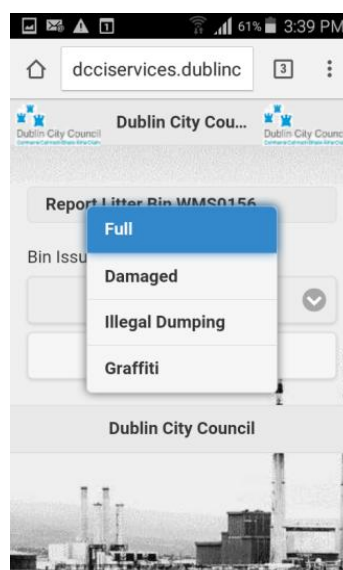 61% 3:39 PM
dcciservices.dublinc 3
Dublin City Council
Dublin City Cou...
Dublin City Counc
Report Litter Bin WMS0156
Full
Bin Issu
Damaged
Illegal Dumping
Graffiti
Dublin City Council